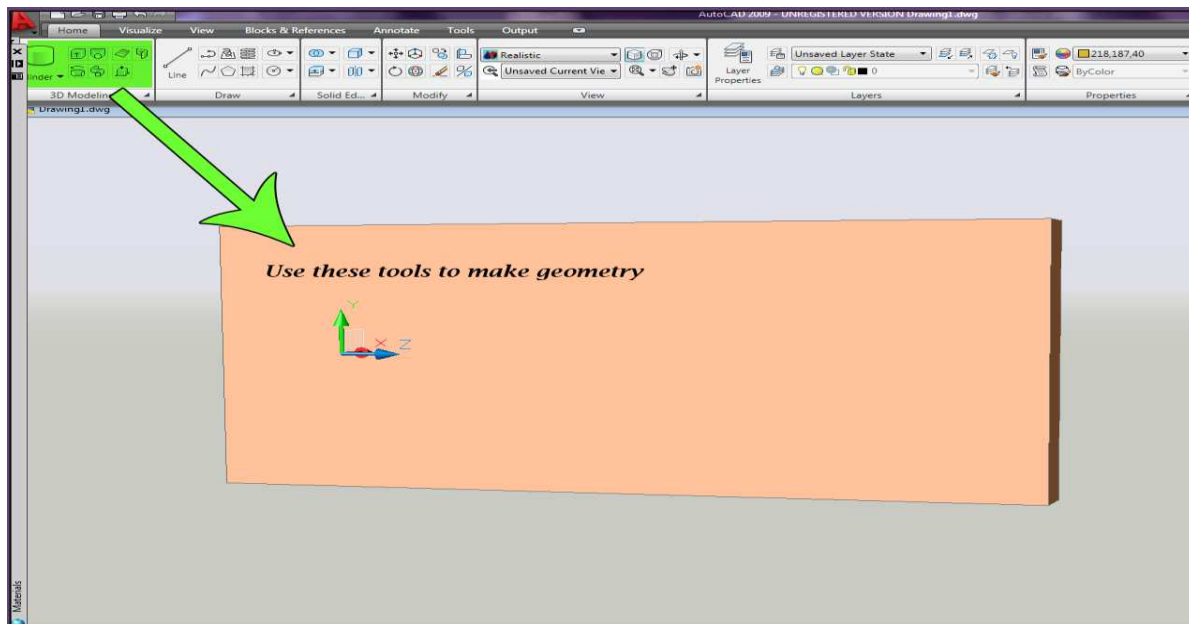 AutoCAD 2009 - UNREGISTERED VERSION Drawing1.dwg
Home Visualize View Blocks & References Annotate Tools Output
Realistic Unsaved Layer State 218,187,40
Line Unsaved Current Vie Layer Properties 0 ByColor
3D Draw Solid Ed... Modify View Layers Properties
Drawing1.dwg
Use these tools to make geometry
Y
X Z
Materials